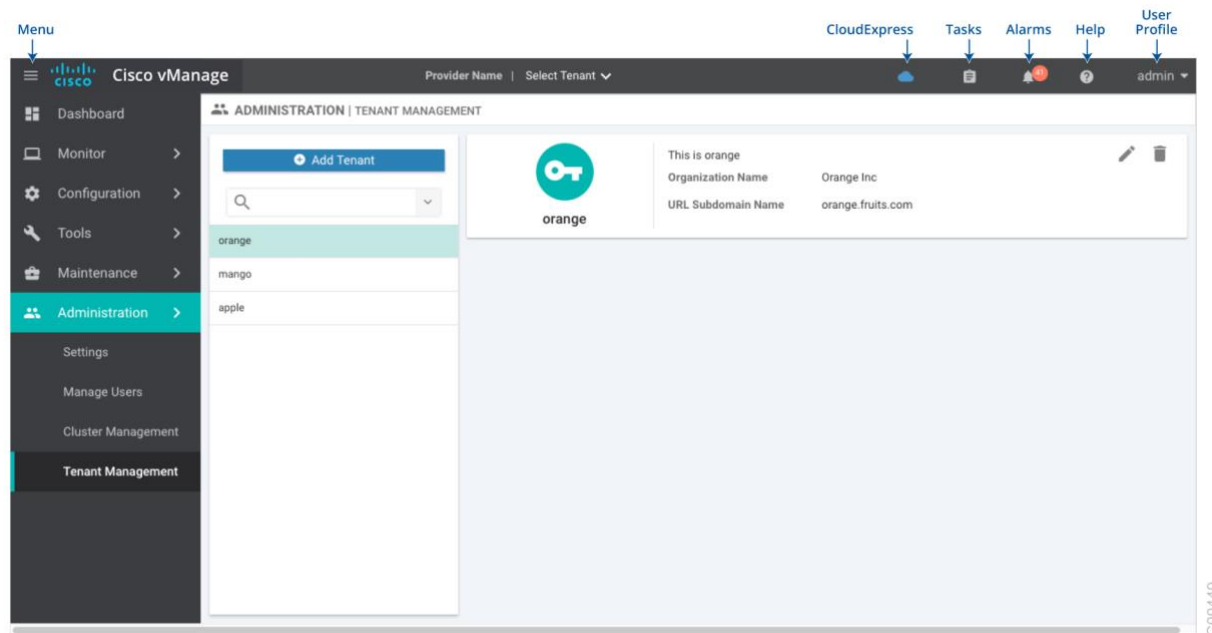 Menu
CloudExpress
Tasks
Alarms
Help
User
Profile
cisco
Cisco vManage
Provider Name | Select Tenant
admin
Dashboard
Monitor
Configuration
Tools
Maintenance
Administration
Settings
Manage Users
Cluster Management
Tenant Management
ADMINISTRATION | TENANT MANAGEMENT
Add Tenant
orange
mango
apple
orange
This is orange
Organization Name Orange Inc
URL Subdomain Name orange.fruits.com